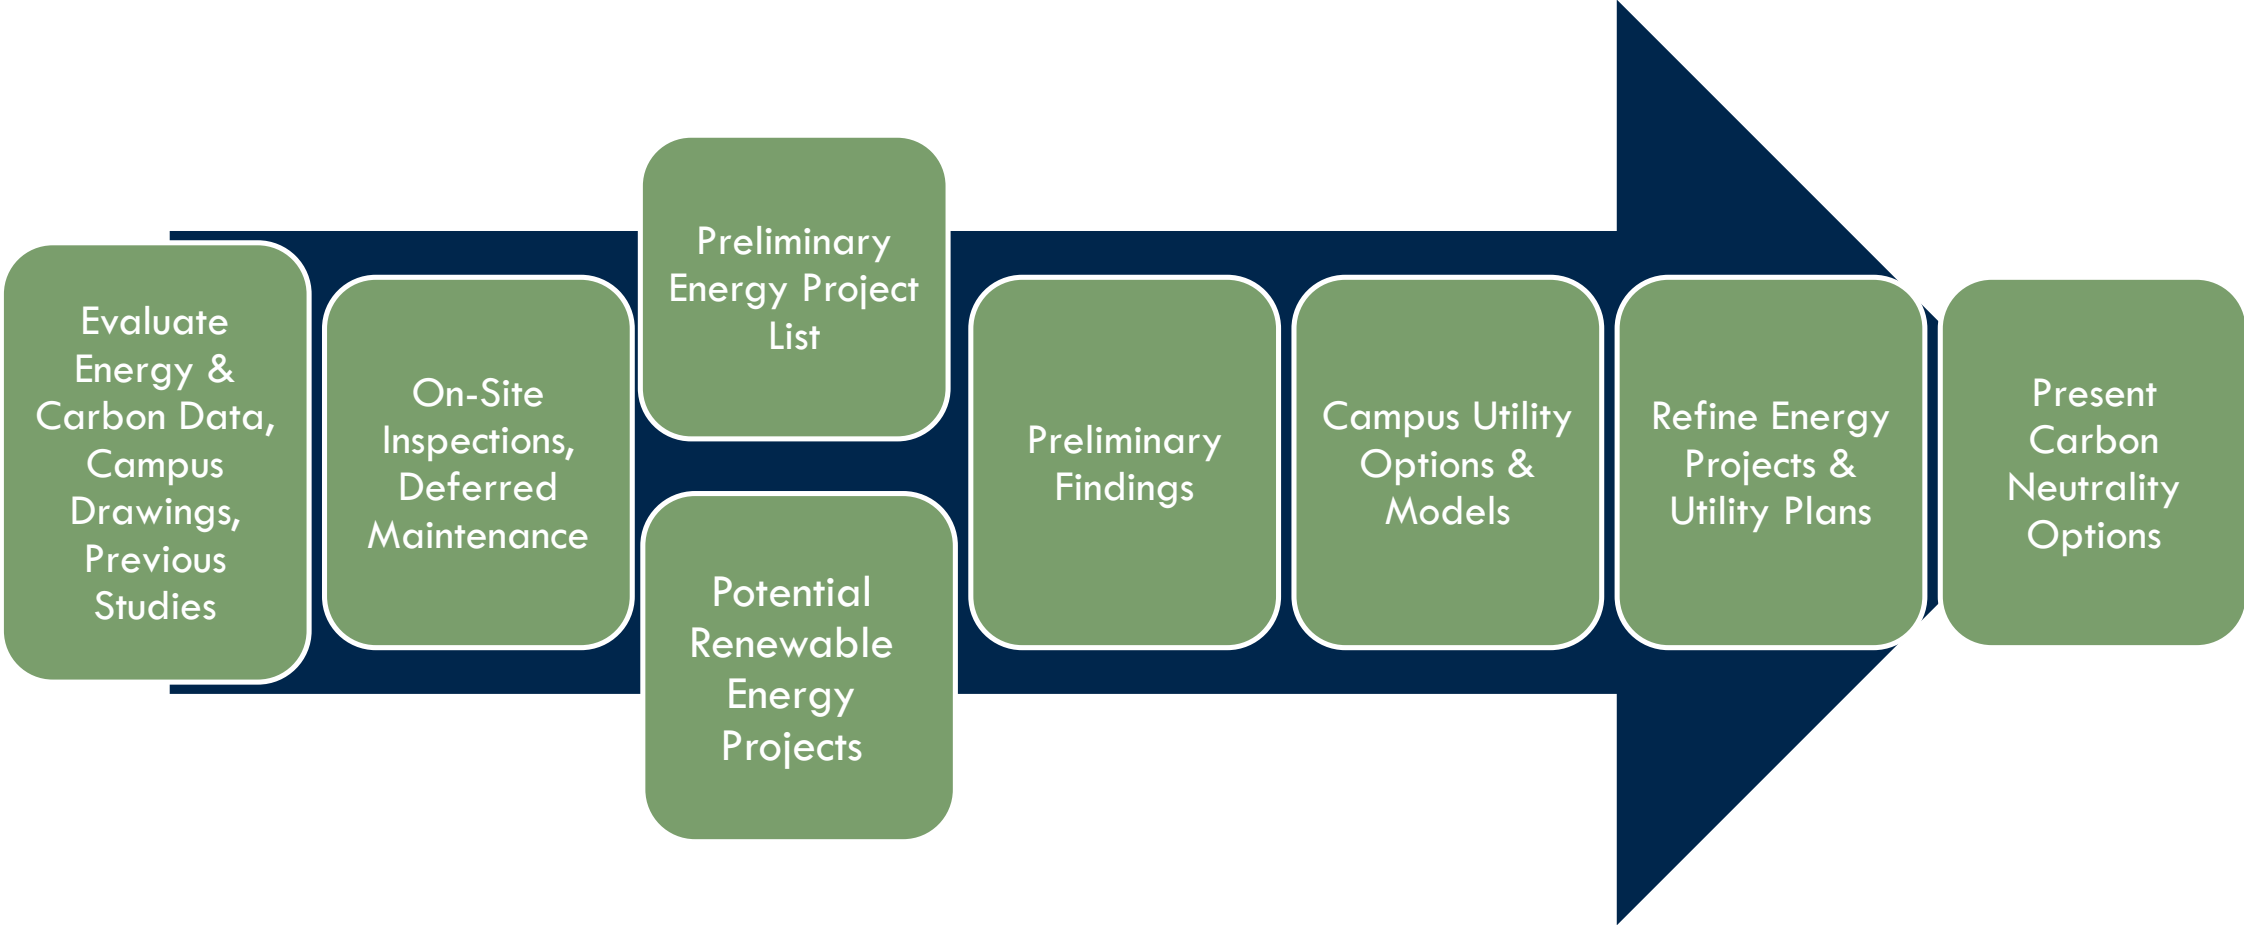 Evaluate
Energy &
Carbon Data,
Campus
Drawings,
Previous
Studies
On-Site
Inspections,
Deferred
Maintenance
Preliminary
Energy Project
List
Potential
Renewable
Energy
Projects
Preliminary
Findings
Campus Utility
Options &
Models
Refine Energy
Projects &
Utility Plans
Present
Carbon
Neutrality
Options